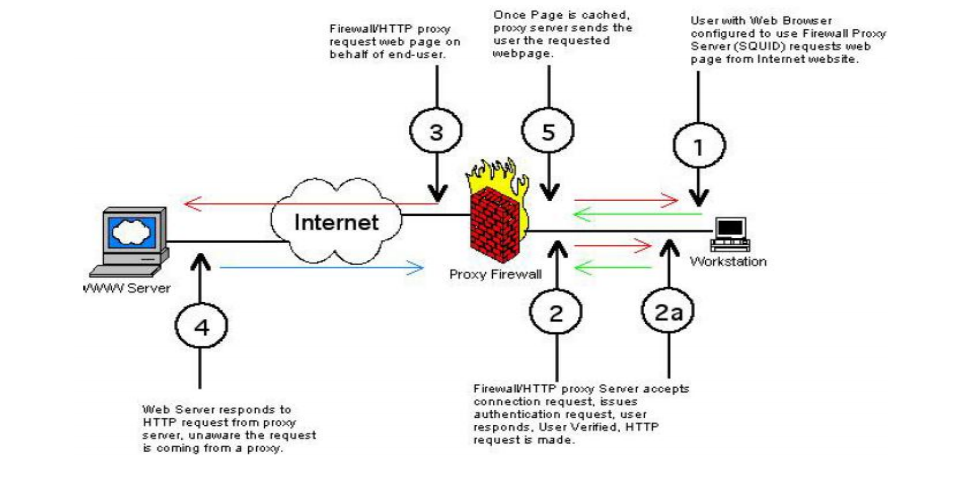 Firewall/HTTP proxy
request web page on
behalf of end-user.
Once Page is cached,
proxy server sends the
user the requested
webpage.
User with Web Browser
configured to use Firewall Proxy
Server (SQUID) requests web
page from Internet website.
3
5
1
Internet
WWW Server
Proxy Firewall
Workstation
4
2
2a
Web Server responds to
HTTP request from proxy
server, unaware the request
is coming from a proxy.
Firewall/HTTP proxy Server accepts
connection request, issues
authentication request, user
responds, User Verified, HTTP
request is made.